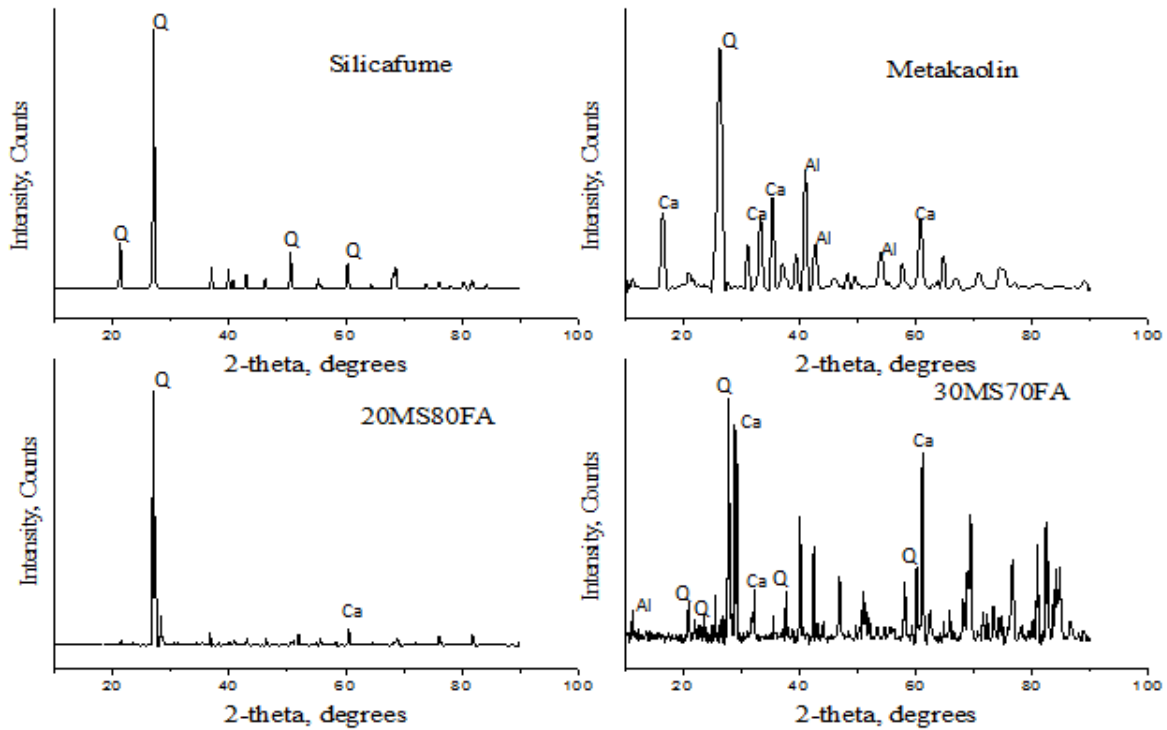 Q
Silicafume
Intensity, Counts
Q
Q
Q
20 40 60 80 100
2-theta, degrees
Q
Metakaolin
Intensity, Counts
Ca
Ca
Ca
Al
Al
Al
Ca
20 40 60 80 100
2-theta, degrees
Q
20MS80FA
Intensity, Counts
Ca
20 40 60 80 100
2-theta, degrees
30MS70FA
Q
Ca
Ca
Intensity, Counts
Al
Q
Q
Ca
Q
Q
20 40 60 80 100
2-theta, degrees